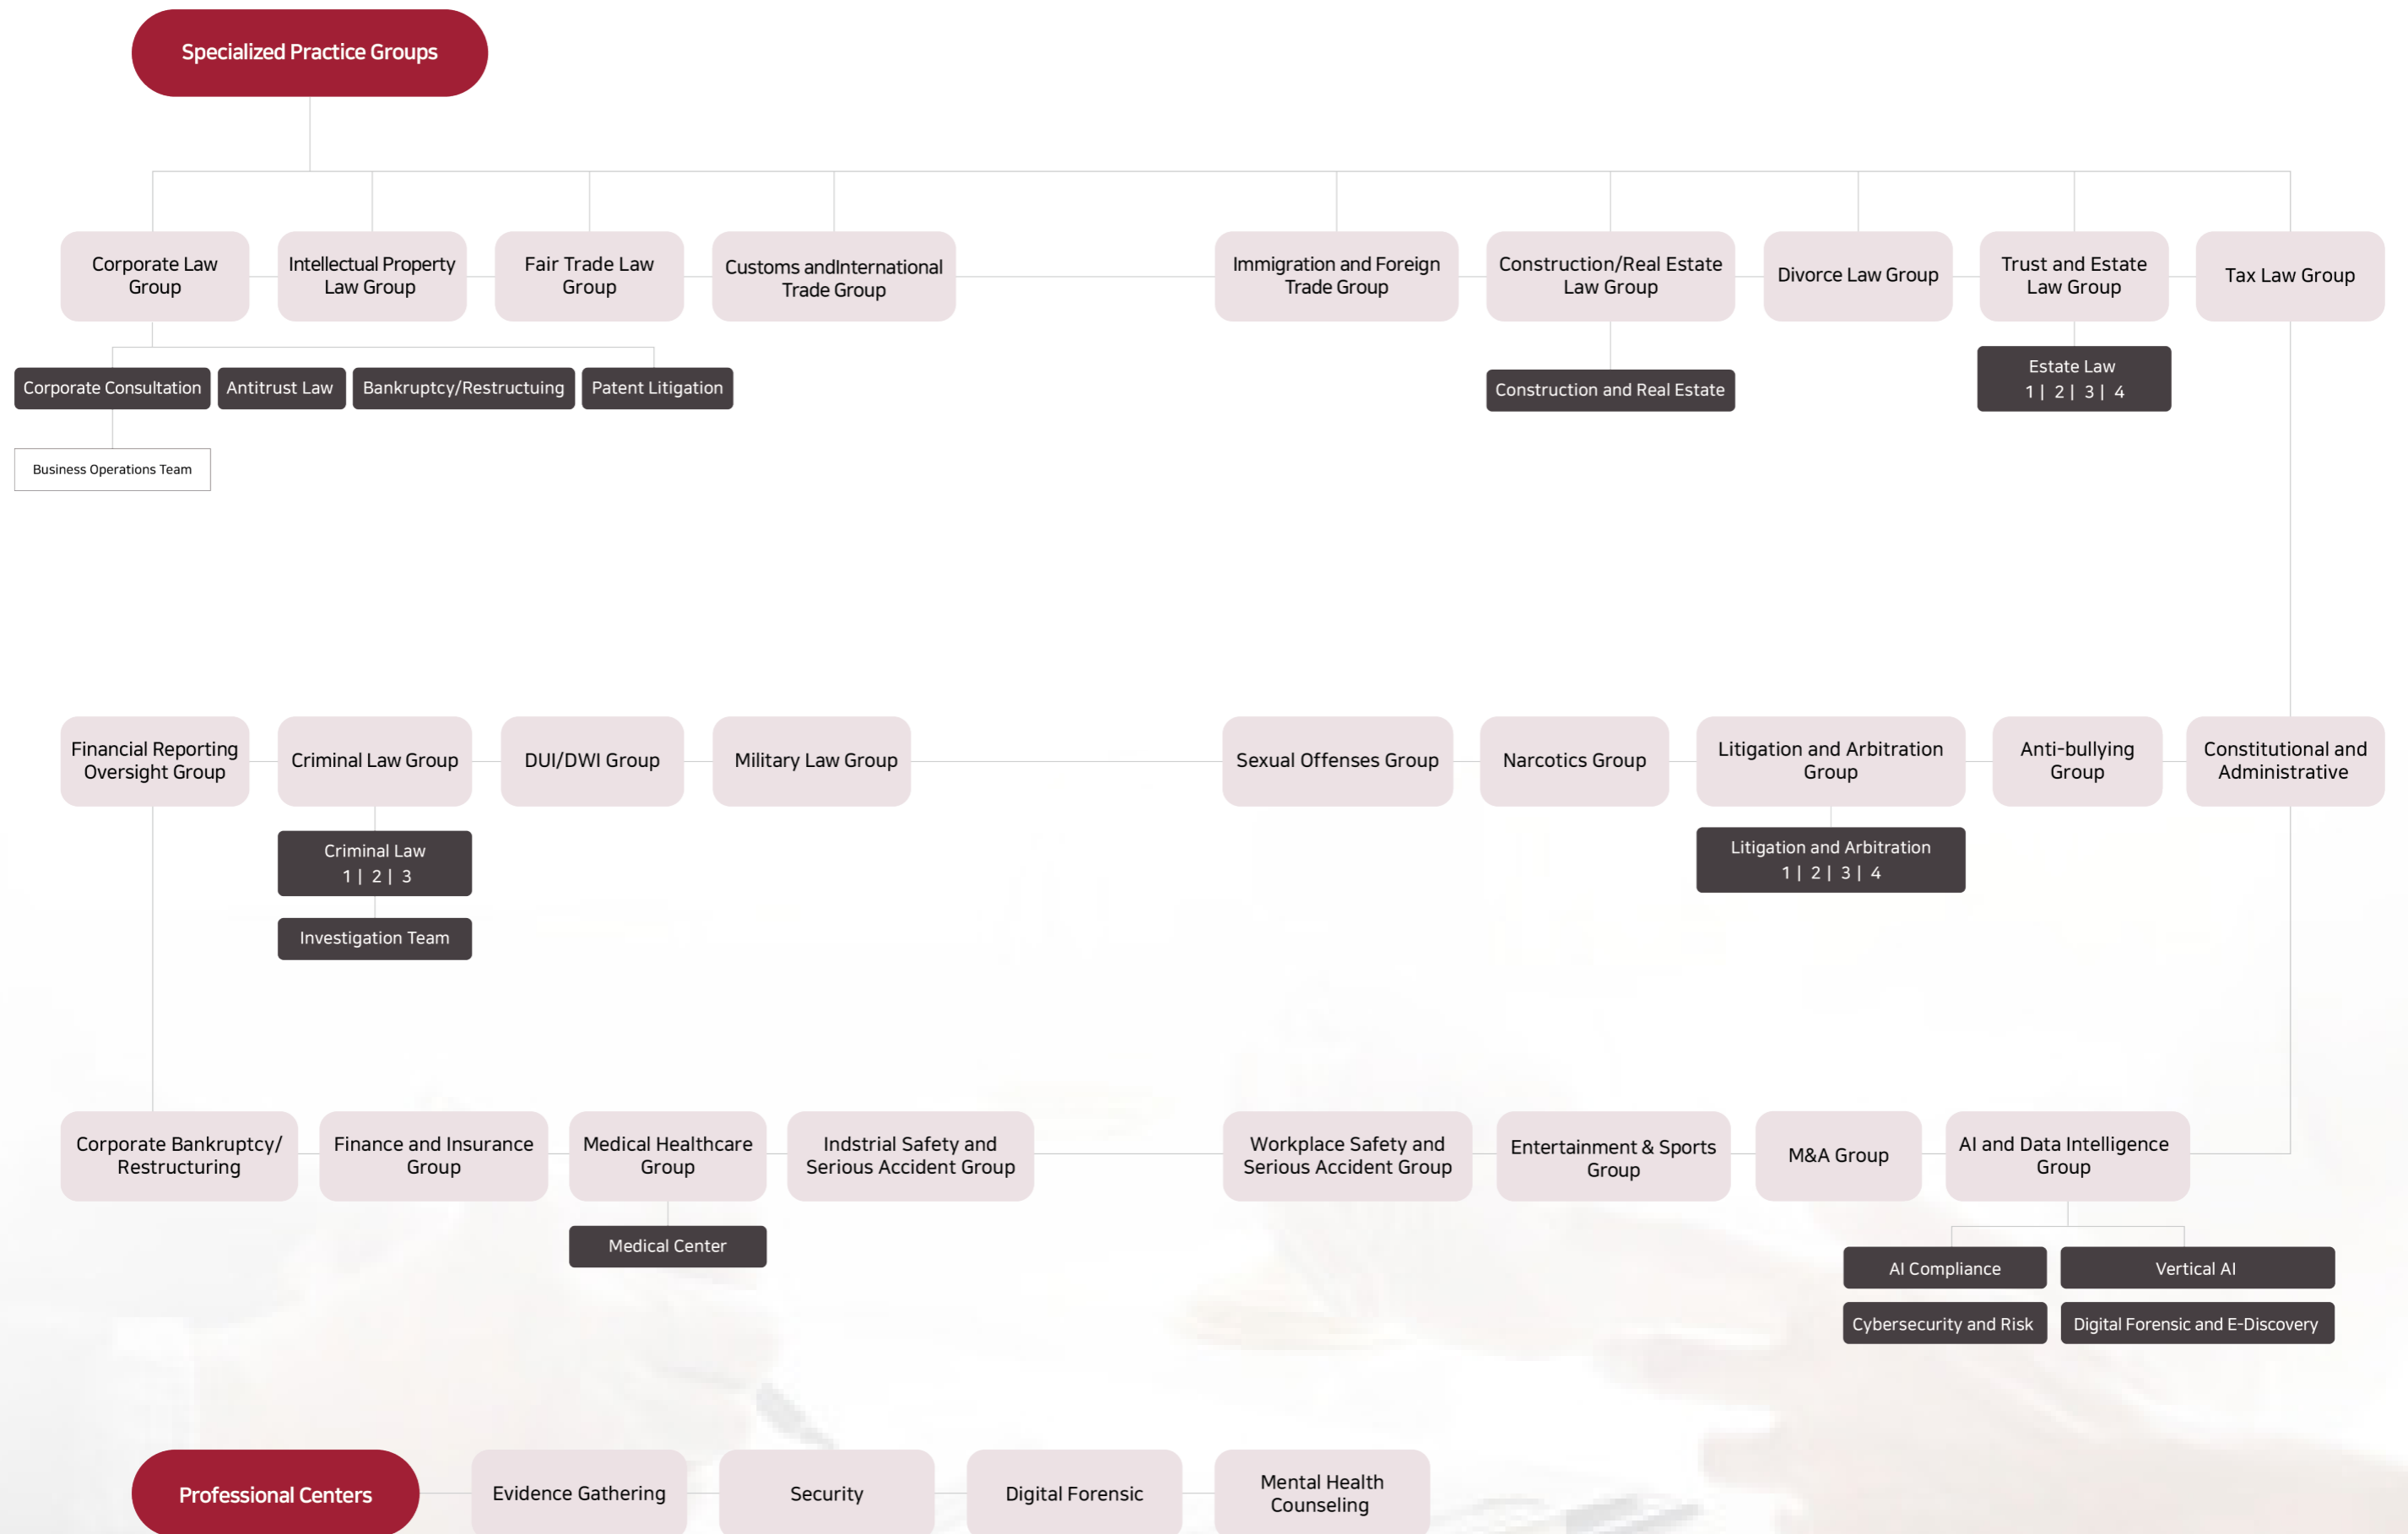 Specialized Practice Groups
Corporate Law
Group
Intellectual Property
Law Group
Fair Trade Law
Group
Customs andInternational
Trade Group
Immigration and Foreign
Trade Group
Construction/Real Estate
Law Group
Divorce Law Group
Trust and Estate
Law Group
Tax Law Group
Corporate Consultation
Antitrust Law
Bankruptcy/Restructuing
Patent Litigation
Construction and Real Estate
Estate Law
1 | 2 | 3 | 4
Business Operations Team
Financial Reporting
Oversight Group
Criminal Law Group
DUI/DWI Group
Military Law Group
Sexual Offenses Group
Narcotics Group
Litigation and Arbitration
Group
Anti-bullying
Group
Constitutional and
Administrative
Criminal Law
1 | 2 | 3
Investigation Team
Litigation and Arbitration
1 | 2 | 3 | 4
Corporate Bankruptcy/
Restructuring
Finance and Insurance
Group
Medical Healthcare
Group
Indstrial Safety and
Serious Accident Group
Workplace Safety and
Serious Accident Group
Entertainment & Sports
Group
M&A Group
AI and Data Intelligence
Group
Medical Center
AI Compliance
Vertical AI
Cybersecurity and Risk
Digital Forensic and E-Discovery
Professional Centers
Evidence Gathering
Security
Digital Forensic
Mental Health
Counseling